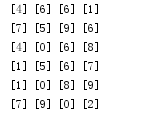 [4] [6] [6] [1]
[7] [5] [9] [6]
[4] [0] [6] [8]
[1] [5] [6] [7]
[1] [0] [8] [9]
[7] [9] [0] [2]